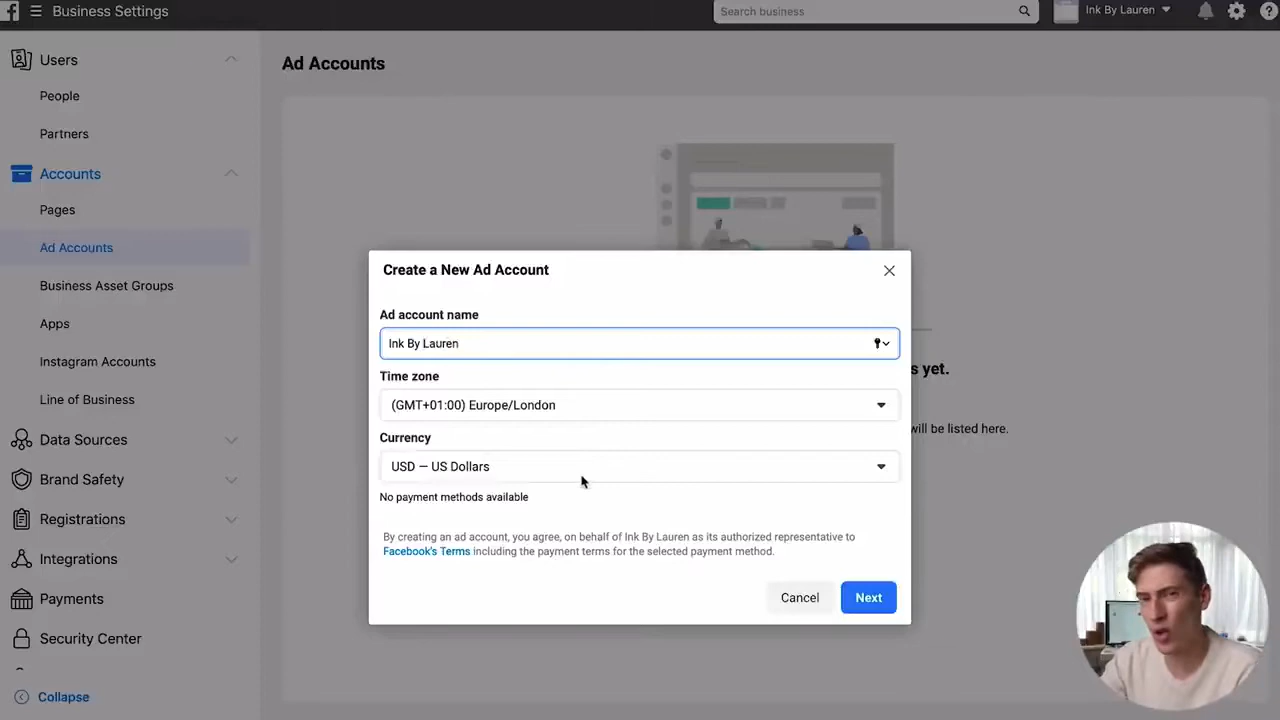 Business Settings
Search business
Ink By Lauren
Users
People
Partners
Accounts
Pages
Ad Accounts
Business Asset Groups
Apps
Instagram Accounts
Line of Business
Data Sources
Brand Safety
Registrations
Integrations
Payments
Security Center
Collapse
Ad Accounts
s yet.
will be listed here.
Create a New Ad Account
Ad account name
Ink By Lauren
Time zone
(GMT+01:00) Europe/London
Currency
USD — US Dollars
No payment methods available
By creating an ad account, you agree, on behalf of Ink By Lauren as its authorized representative to
Facebook's Terms including the payment terms for the selected payment method.
Cancel
Next